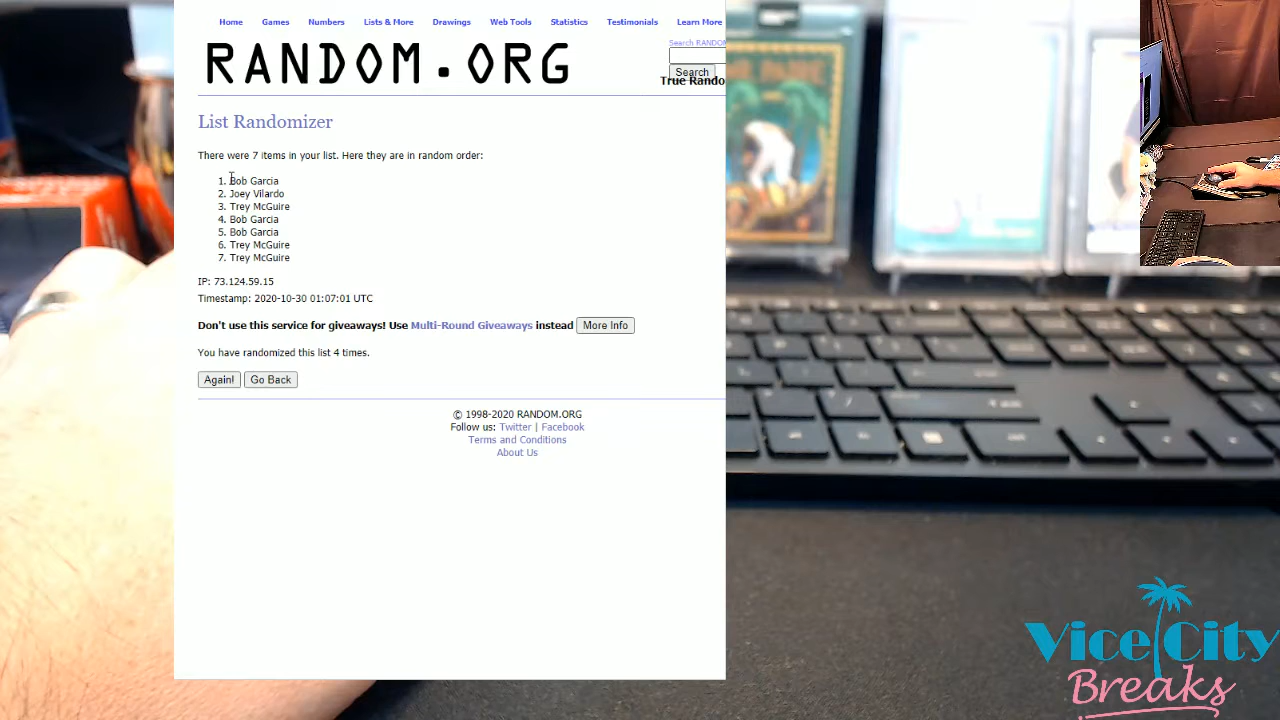 Home Games Numbers Lists & More Drawings Web Tools Statistics Testimonials Learn More
RANDOM.ORG
Search RANDOM
Search
True Rando
List Randomizer
There were 7 items in your list. Here they are in random order:
1. Bob Garcia
2. Joey Vilardo
3. Trey McGuire
4. Bob Garcia
5. Bob Garcia
6. Trey McGuire
7. Trey McGuire
IP: 73.124.59.15
Timestamp: 2020-10-30 01:07:01 UTC
Don't use this service for giveaways! Use Multi-Round Giveaways instead More Info
You have randomized this list 4 times.
Again! Go Back
© 1998-2020 RANDOM.ORG
Follow us: Twitter | Facebook
Terms and Conditions
About Us
Vice City
Breaks